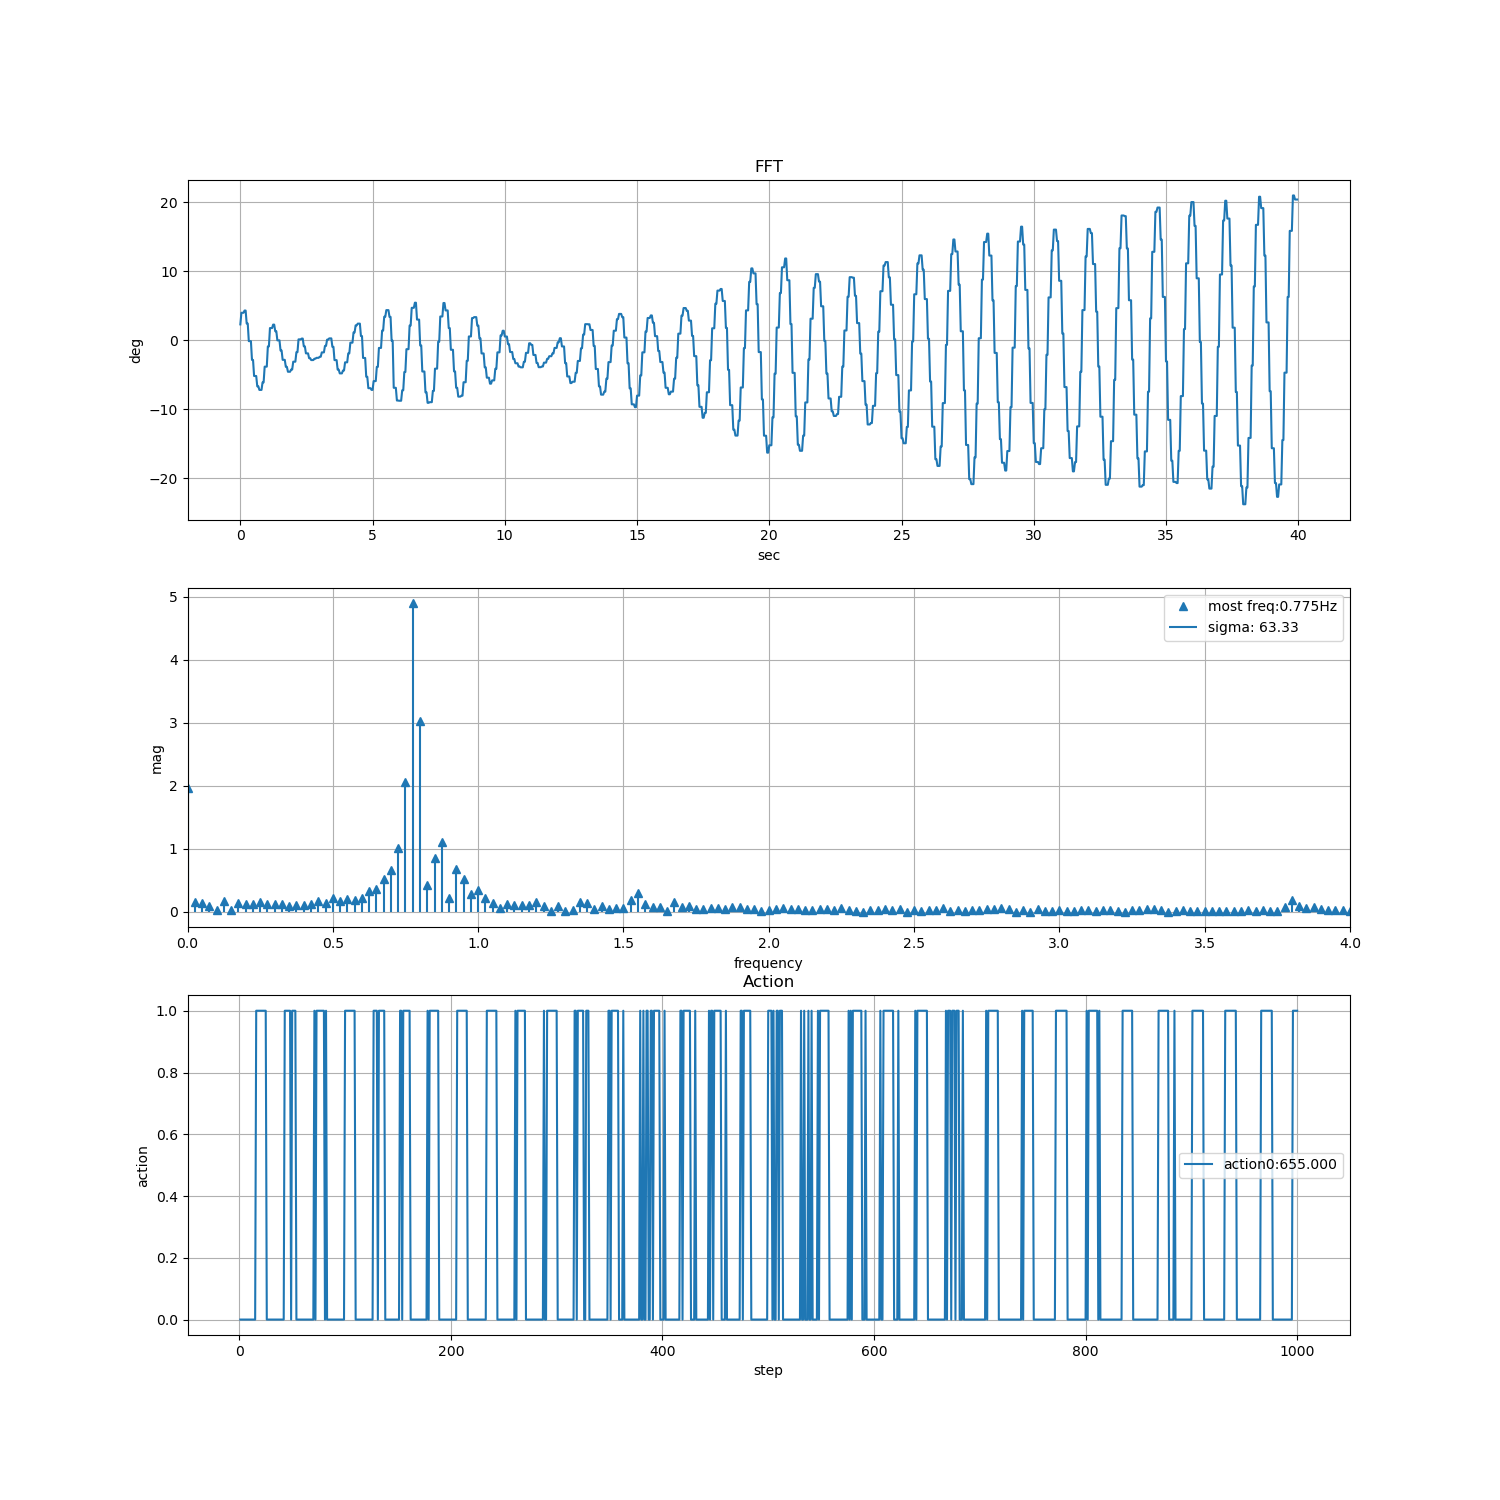 FFT
20
10
0
−10
−20
deg
0 5 10 15 20 25 30 35 40
sec
5
4
3
2
1
0
mag
most freq:0.775Hz
sigma: 63.33
0.0 0.5 1.0 1.5 2.0 2.5 3.0 3.5 4.0
frequency
Action
1.0
0.8
0.6
0.4
0.2
0.0
action
action0:655.000
0 200 400 600 800 1000
step